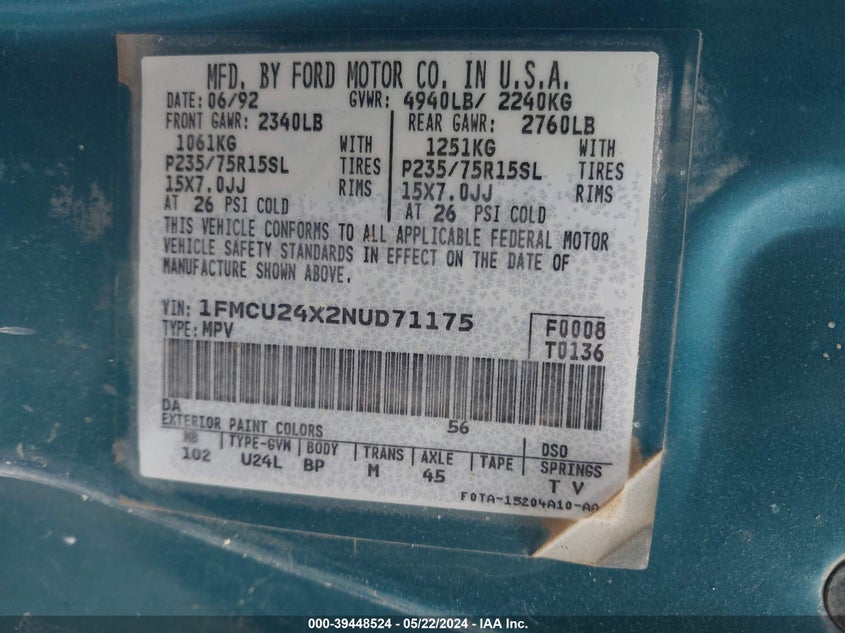 MFD. BY FORD MOTOR CO. IN U.S.A.
DATE: 06/92 GVWR: 4940LB/ 2240KG
FRONT GAWR: 2340LB REAR GAWR: 2760LB
1061KG WITH 1251KG WITH
P235/75R15SL TIRES P235/75R15SL TIRES
15X7.0JJ RIMS 15X7.0JJ RIMS
AT 26 PSI COLD AT 26 PSI COLD
THIS VEHICLE CONFORMS TO ALL APPLICABLE FEDERAL MOTOR
VEHICLE SAFETY STANDARDS IN EFFECT ON THE DATE OF
MANUFACTURE SHOWN ABOVE.
VIN: 1FMCU24X2NUD71175 F0008
TYPE: MPV T0136
DA 56
EXTERIOR PAINT COLORS DSO
WB TYPE-GVW BODY TRANS AXLE TAPE SPRINGS
102 U24L BP M 45 T V
F0TA-15204A10-AA
000-39448524 - 05/22/2024 - IAA Inc.